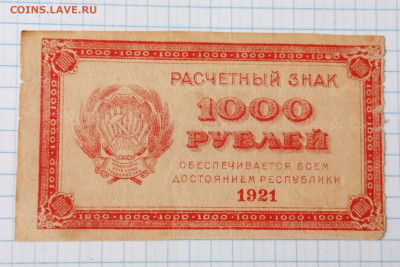 COINS.LAVE.RU
РАСЧЕТНЫЙ ЗНАК
1000
РУБЛЕЙ
ОБЕСПЕЧИВАЕТСЯ ВСЕМ
ДОСТОЯНИЕМ РЕСПУБЛИКИ
1921